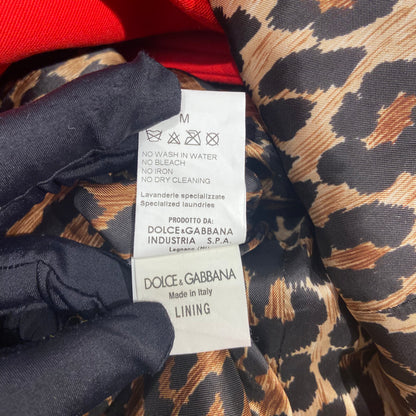 M
NO WASH IN WATER
NO BLEACH
NO IRON
NO DRY CLEANING
Lavanderie specializzate
Specialized laundries
PRODOTTO DA:
DOLCE&GABBANA
INDUSTRIA S.P.A.
Legnano
DOLCE & GABBANA
Made in Italy
LINING